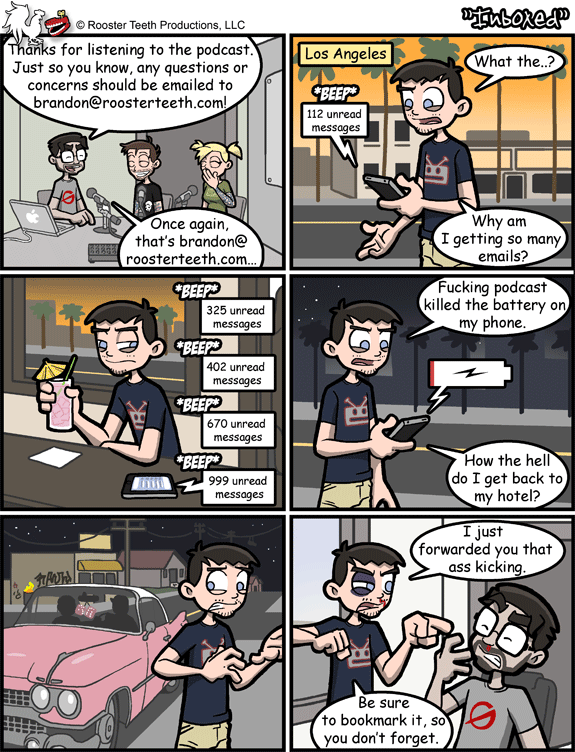 © Rooster Teeth Productions, LLC
"Inboxed"
Thanks for listening to the podcast.
Just so you know, any questions or
concerns should be emailed to
brandon@roosterteeth.com!
Once again,
that's brandon@
roosterteeth.com...
Los Angeles
What the..?
*BEEP*
112 unread
messages
Why am
I getting so many
emails?
*BEEP*
325 unread
messages
*BEEP*
402 unread
messages
*BEEP*
670 unread
messages
*BEEP*
999 unread
messages
Fucking podcast
killed the battery on
my phone.
How the hell
do I get back to
my hotel?
I just
forwarded you that
ass kicking.
Be sure
to bookmark it, so
you don't forget.